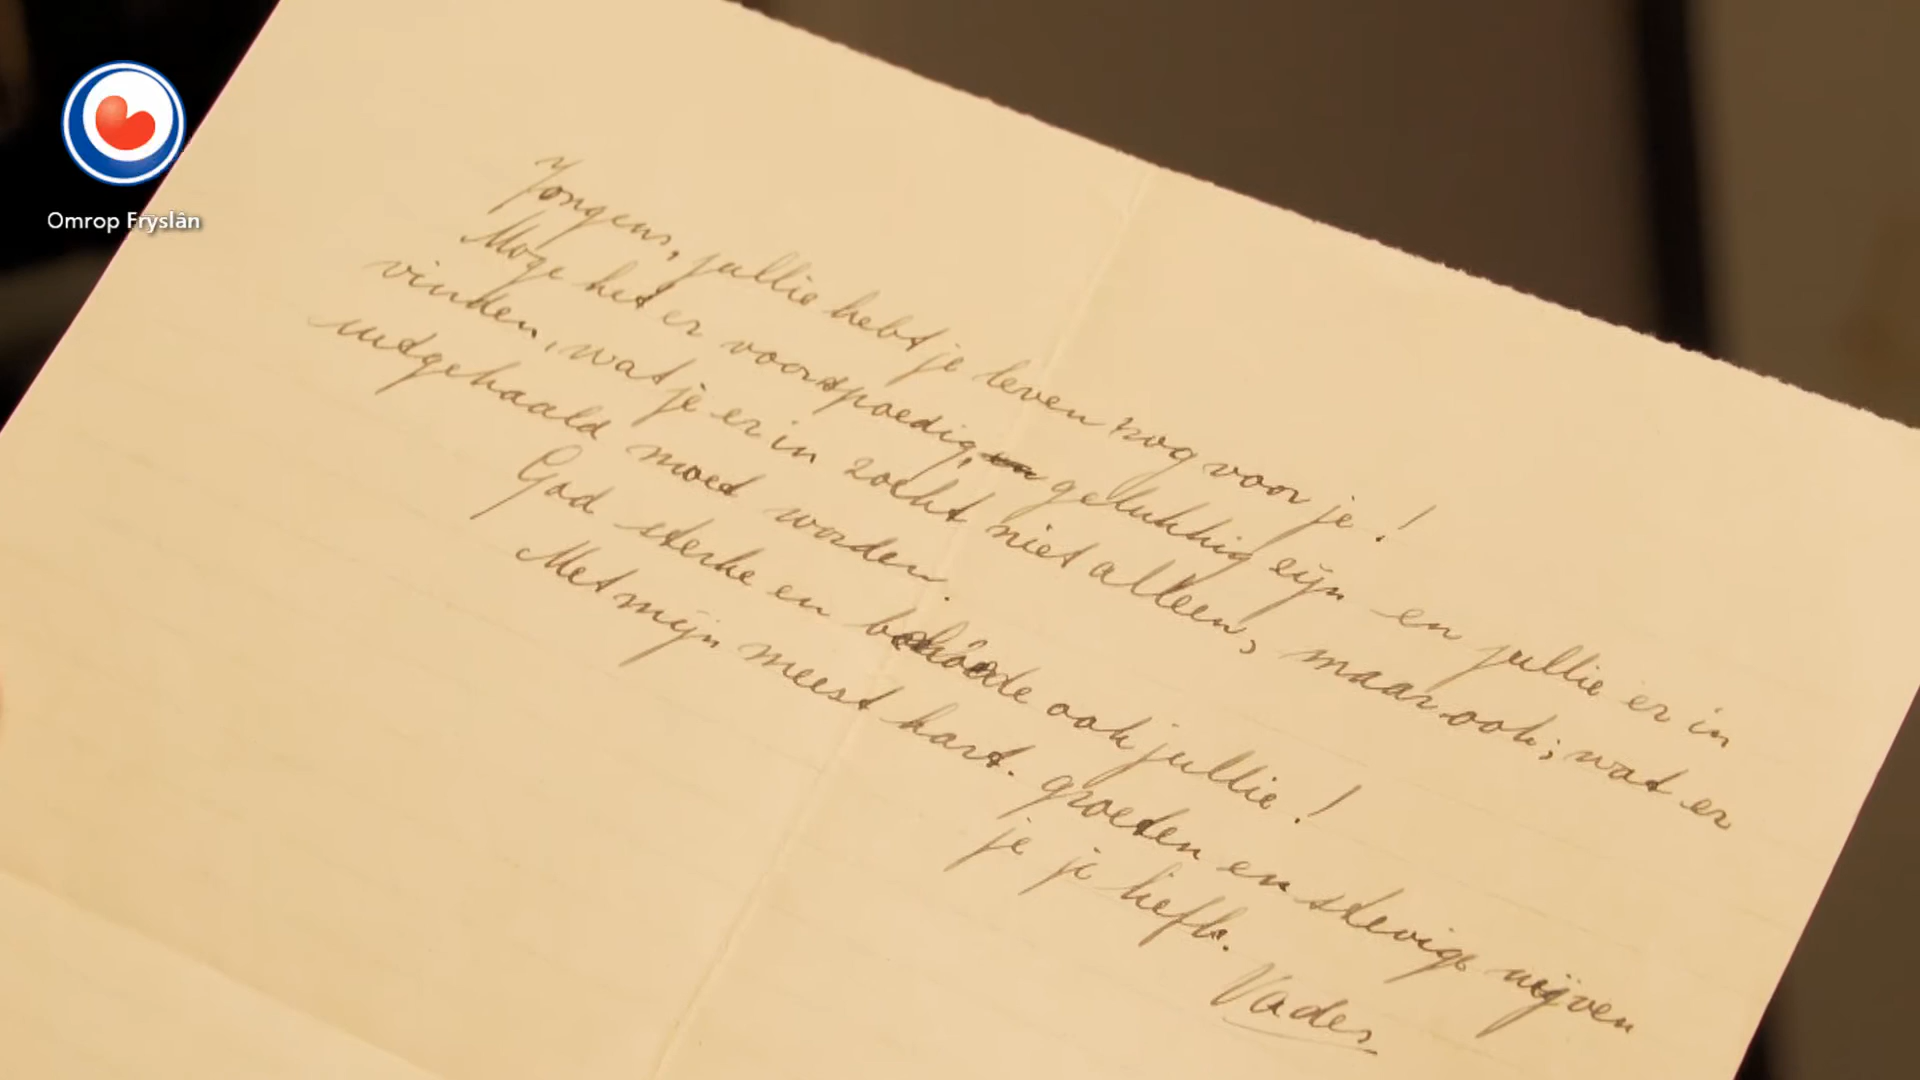 Omrop Fryslân
Jongens, jullie hebt je leven nog voor je!
Moge het er voorspoedig, gelukkig zijn en jullie er in
vinden, wat je er in zocht niet alleen, maar ook; wat er
uitgehaald moet worden.
God sterke en behoede ook jullie!
Met mijn meest hart. groeten en stevige
je je liefh.
Vader